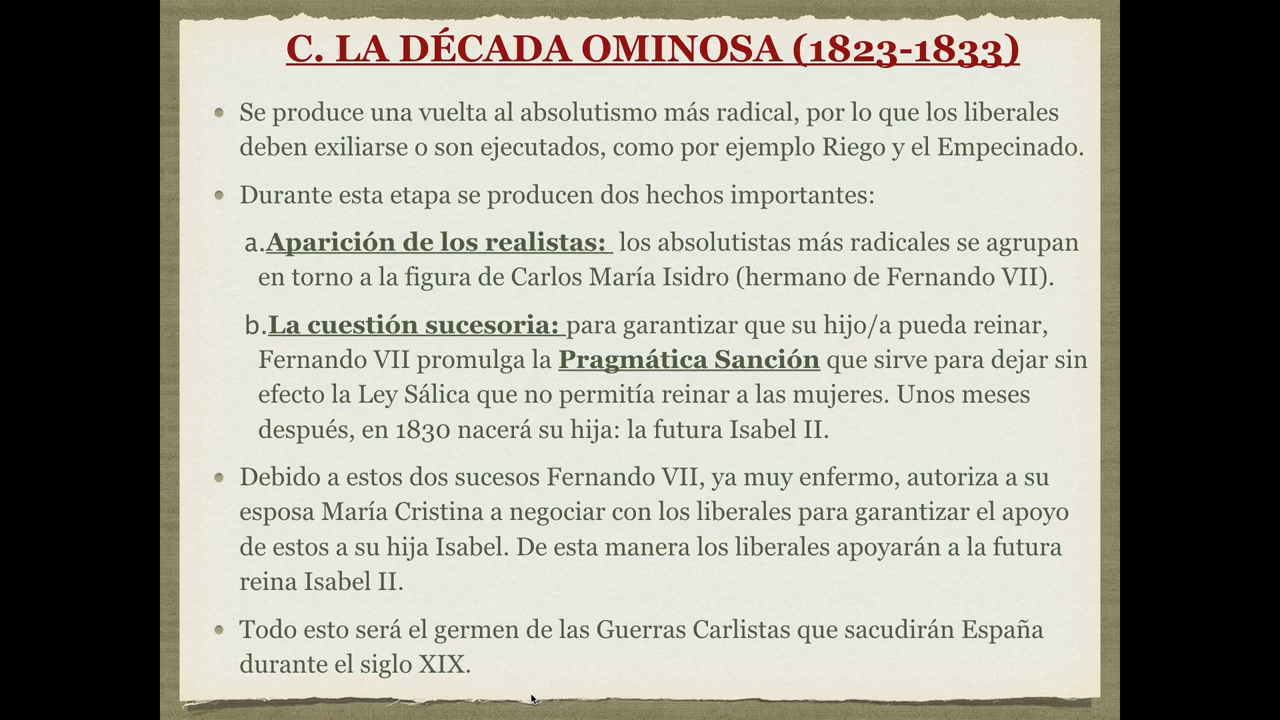 C. LA DÉCADA OMINOSA (1823-1833)
• Se produce una vuelta al absolutismo más radical, por lo que los liberales
deben exiliarse o son ejecutados, como por ejemplo Riego y el Empecinado.
• Durante esta etapa se producen dos hechos importantes:
a.Aparición de los realistas: los absolutistas más radicales se agrupan
en torno a la figura de Carlos María Isidro (hermano de Fernando VII).
b.La cuestión sucesoria: para garantizar que su hijo/a pueda reinar,
Fernando VII promulga la Pragmática Sanción que sirve para dejar sin
efecto la Ley Sálica que no permitía reinar a las mujeres. Unos meses
después, en 1830 nacerá su hija: la futura Isabel II.
• Debido a estos dos sucesos Fernando VII, ya muy enfermo, autoriza a su
esposa María Cristina a negociar con los liberales para garantizar el apoyo
de estos a su hija Isabel. De esta manera los liberales apoyarán a la futura
reina Isabel II.
• Todo esto será el germen de las Guerras Carlistas que sacudirán España
durante el siglo XIX.